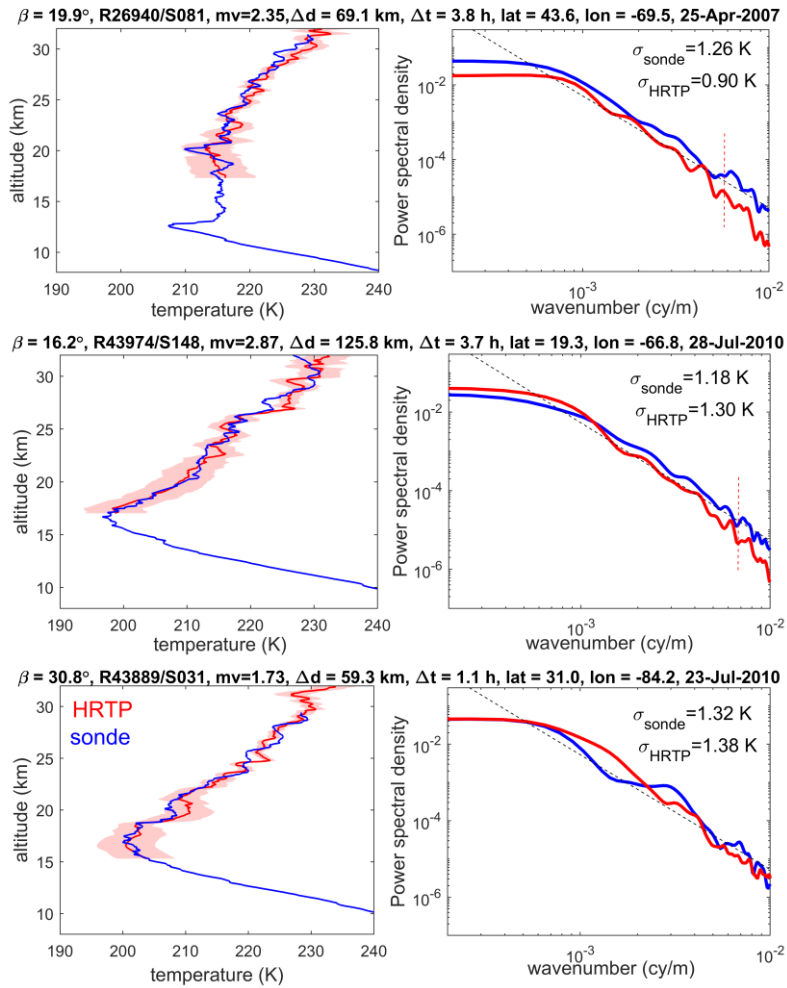 β = 19.9°, R26940/S081, mv=2.35,Δd = 69.1 km, Δt = 3.8 h, lat = 43.6, lon = -69.5, 25-Apr-2007
altitude (km)
30
25
20
15
10
190 200 210 220 230 240
temperature (K)
Power spectral density
10⁻²
10⁻⁴
10⁻⁶
σsonde=1.26 K
σHRTP=0.90 K
10⁻³ 10⁻²
wavenumber (cy/m)
β = 16.2°, R43974/S148, mv=2.87, Δd = 125.8 km, Δt = 3.7 h, lat = 19.3, lon = -66.8, 28-Jul-2010
altitude (km)
30
25
20
15
10
190 200 210 220 230 240
temperature (K)
Power spectral density
10⁻²
10⁻⁴
10⁻⁶
σsonde=1.18 K
σHRTP=1.30 K
10⁻³ 10⁻²
wavenumber (cy/m)
β = 30.8°, R43889/S031, mv=1.73, Δd = 59.3 km, Δt = 1.1 h, lat = 31.0, lon = -84.2, 23-Jul-2010
HRTP
sonde
altitude (km)
30
25
20
15
10
190 200 210 220 230 240
temperature (K)
Power spectral density
10⁻²
10⁻⁴
10⁻⁶
σsonde=1.32 K
σHRTP=1.38 K
10⁻³ 10⁻²
wavenumber (cy/m)